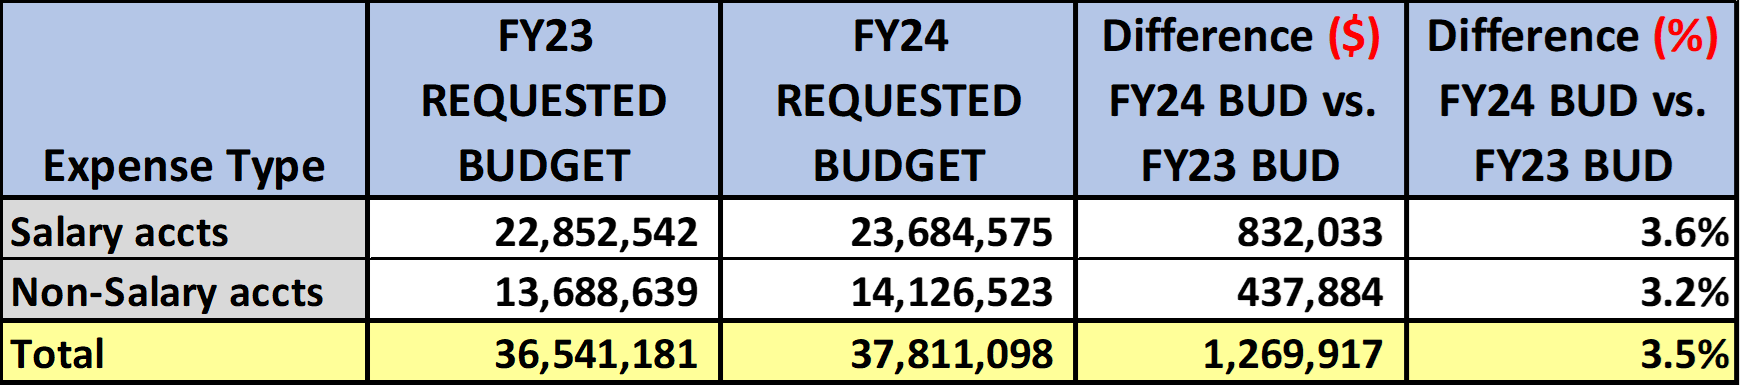 Expense Type
FY23
REQUESTED
BUDGET
FY24
REQUESTED
BUDGET
Difference ($)
FY24 BUD vs.
FY23 BUD
Difference (%)
FY24 BUD vs.
FY23 BUD
Salary accts 22,852,542 23,684,575 832,033 3.6%
Non-Salary accts 13,688,639 14,126,523 437,884 3.2%
Total 36,541,181 37,811,098 1,269,917 3.5%